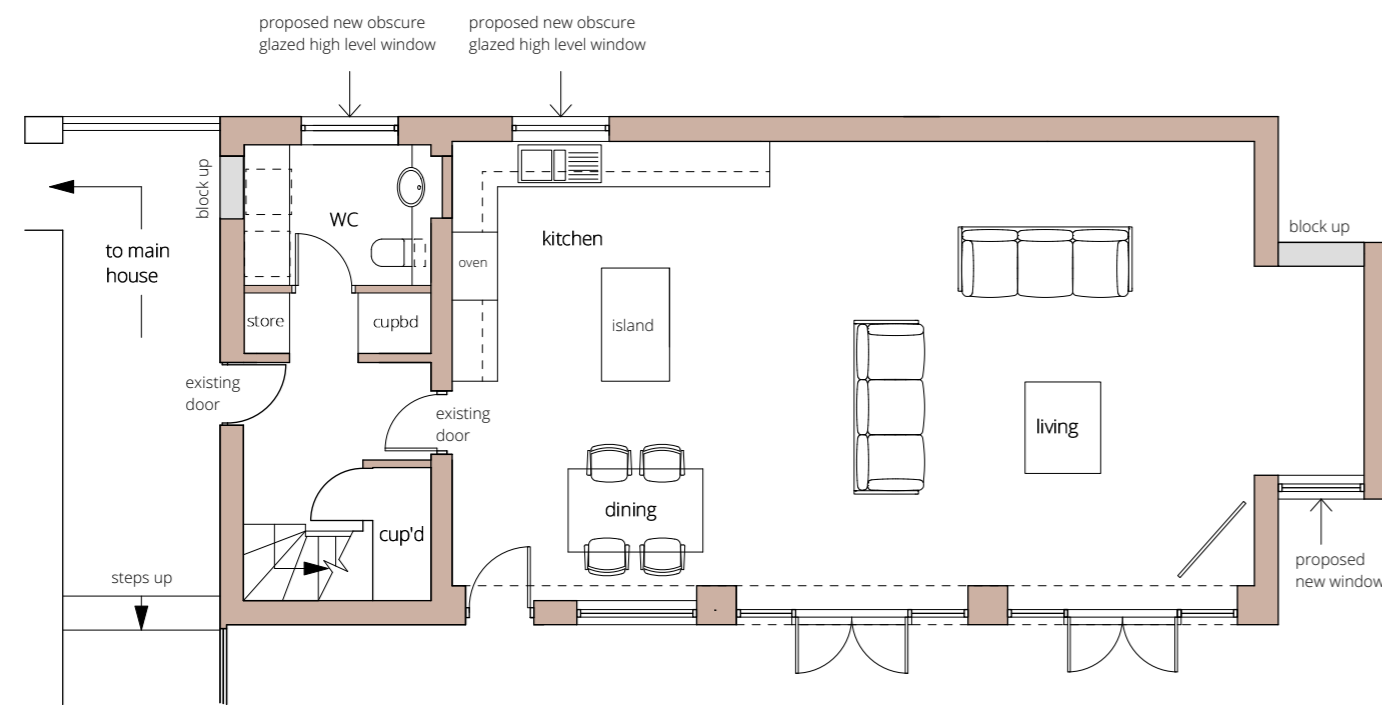 proposed new obscure
glazed high level window
proposed new obscure
glazed high level window
block up
WC
to main
house
kitchen
block up
oven
store
cupbd
island
existing
door
existing
door
living
dining
cup'd
steps up
proposed
new window